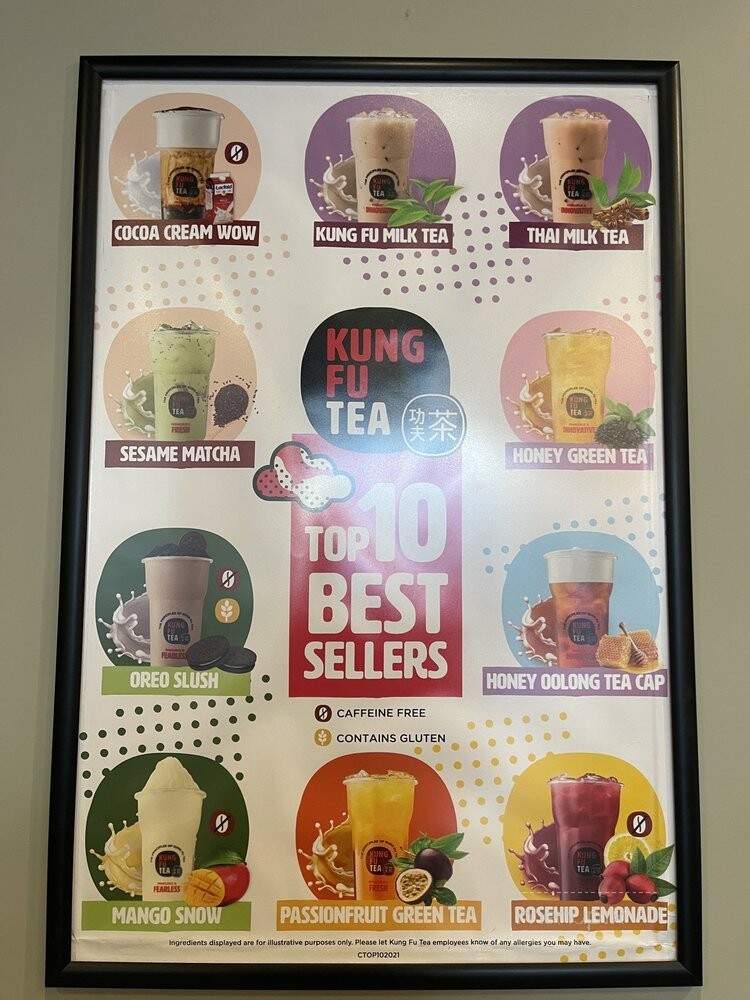 COCOA CREAM WOW
KUNG FU MILK TEA
THAI MILK TEA
SESAME MATCHA
KUNG
FU
TEA
功夫
茶
HONEY GREEN TEA
TOP 10
BEST
SELLERS
OREO SLUSH
HONEY OOLONG TEA CAP
CAFFEINE FREE
CONTAINS GLUTEN
MANGO SNOW
PASSIONFRUIT GREEN TEA
ROSEHIP LEMONADE
Ingredients displayed are for illustrative purposes only. Please let Kung Fu Tea employees know of any allergies you may have.
CTOP102021